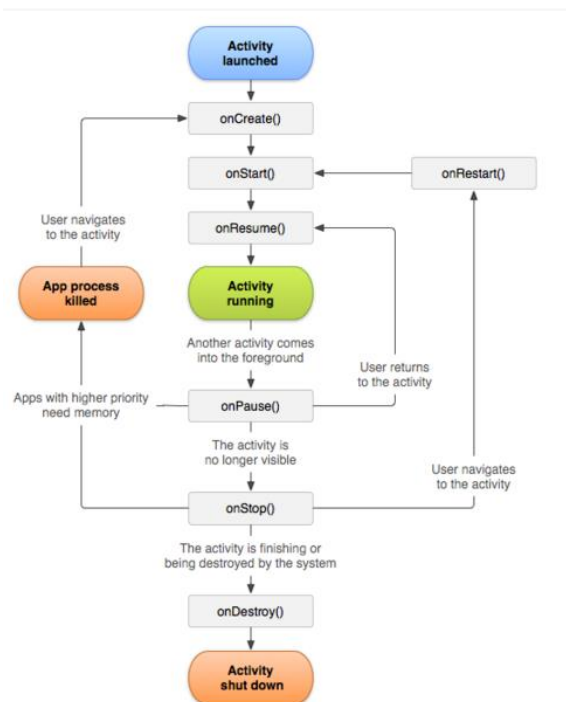 Activity
launched
onCreate()
onStart()
onRestart()
User navigates
to the activity
onResume()
App process
killed
Activity
running
Another activity comes
into the foreground
User returns
to the activity
Apps with higher priority
need memory
onPause()
The activity is
no longer visible
User navigates
to the activity
onStop()
The activity is finishing or
being destroyed by the system
onDestroy()
Activity
shut down